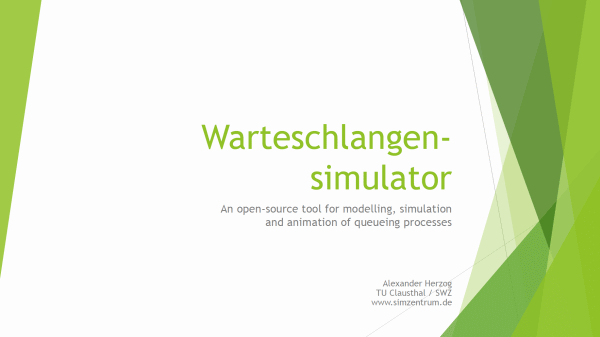 Warteschlangen-
simulator
An open-source tool for modelling, simulation
and animation of queueing processes
Alexander Herzog
TU Clausthal / SWZ
www.simzentrum.de